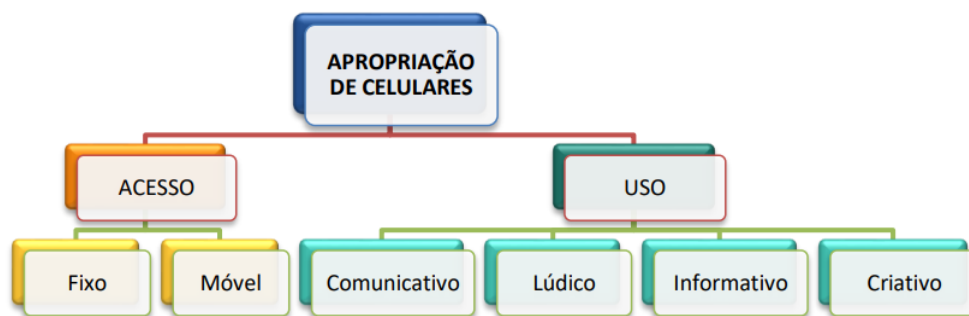 APROPRIAÇÃO
DE CELULARES
ACESSO
USO
Fixo
Móvel
Comunicativo
Lúdico
Informativo
Criativo